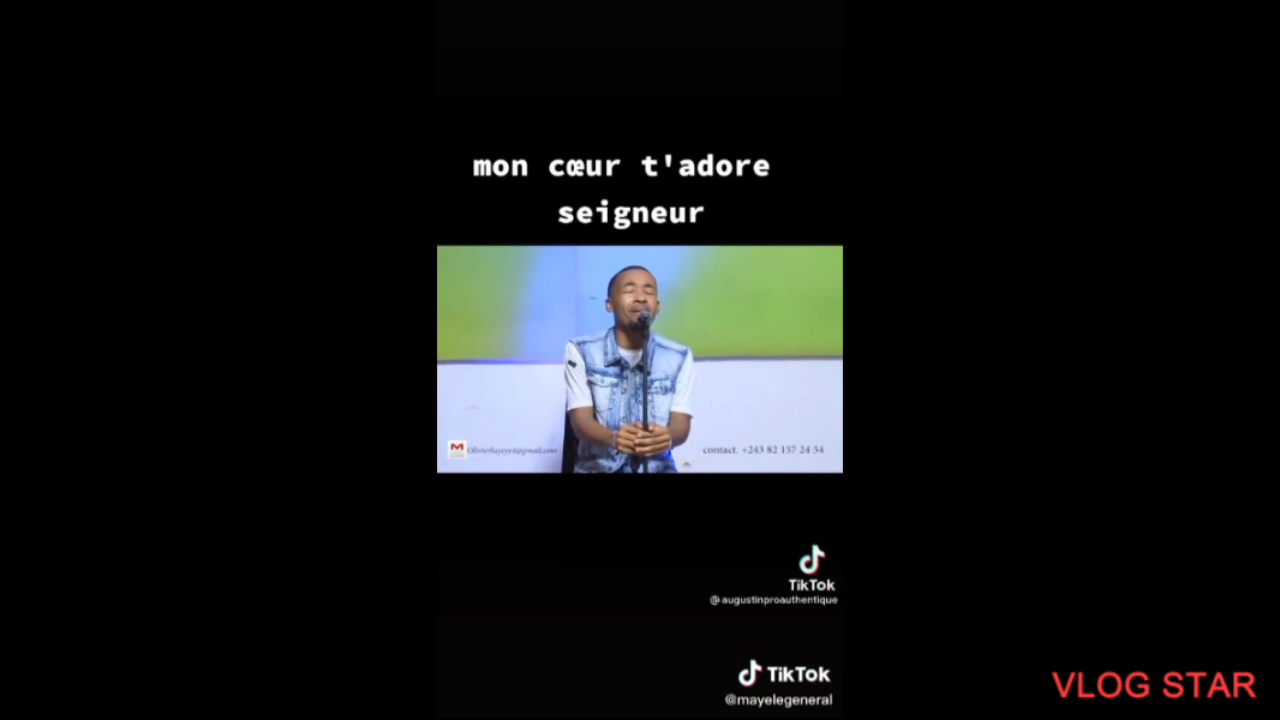 mon cœur t'adore
seigneur
contact. +243 82 157 24 54
TikTok
@augustinproauthentique
TikTok
@mayelegeneral
VLOG STAR